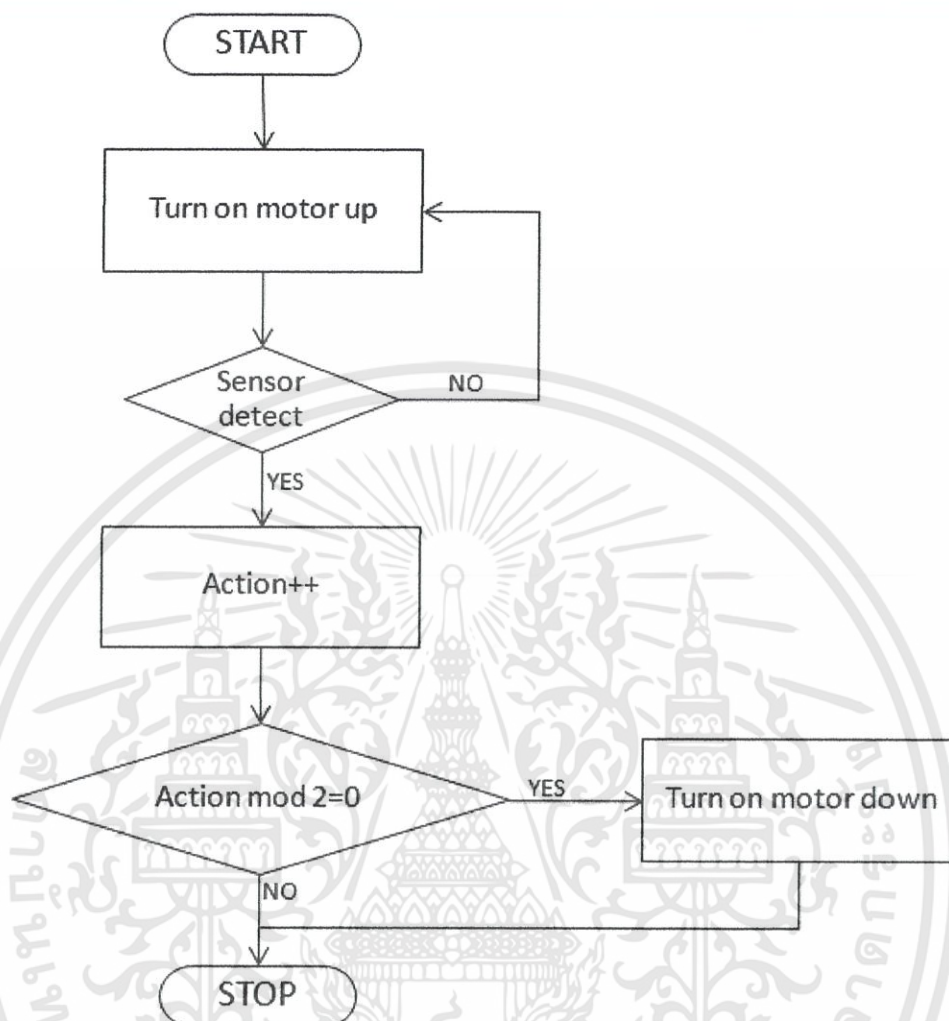 START
Turn on motor up
Sensor
detect
NO
YES
Action++
Action mod 2=0
YES
Turn on motor down
NO
STOP